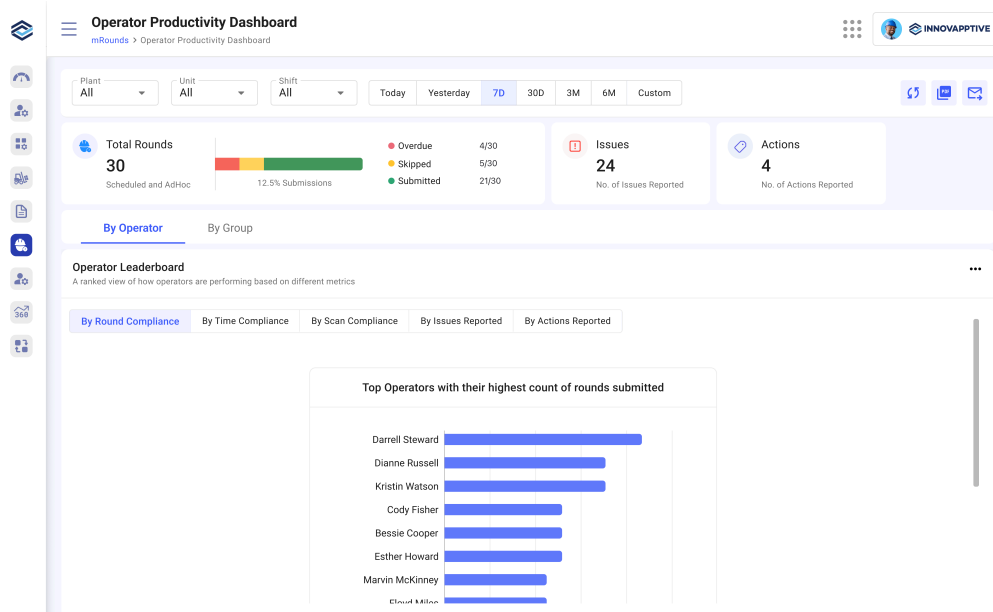 Operator Productivity Dashboard
mRounds > Operator Productivity Dashboard
INNOVAPPTIVE
Plant
All
Unit
All
Shift
All
Today
Yesterday
7D
30D
3M
6M
Custom
PDF
Total Rounds
30
Scheduled and AdHoc
12.5% Submissions
Overdue 4/30
Skipped 5/30
Submitted 21/30
Issues
24
No. of Issues Reported
Actions
4
No. of Actions Reported
By Operator
By Group
360
Operator Leaderboard
A ranked view of how operators are performing based on different metrics
By Round Compliance
By Time Compliance
By Scan Compliance
By Issues Reported
By Actions Reported
Top Operators with their highest count of rounds submitted
Darrell Steward
Dianne Russell
Kristin Watson
Cody Fisher
Bessie Cooper
Esther Howard
Marvin McKinney
Floyd Miles